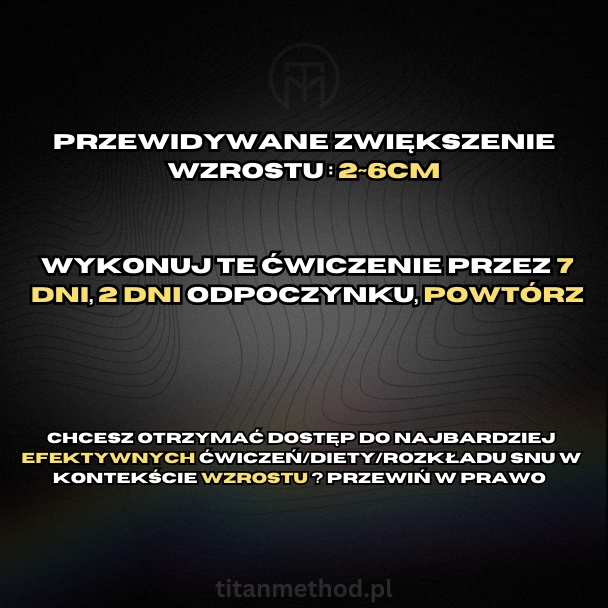 PRZEWIDYWANE ZWIĘKSZENIE
WZROSTU : 2-6CM
WYKONUJ TE ĆWICZENIE PRZEZ 7
DNI, 2 DNI ODPOCZYNKU, POWTÓRZ
CHCESZ OTRZYMAĆ DOSTĘP DO NAJBARDZIEJ
EFEKTYWNYCH ĆWICZEŃ/DIETY/ROZKŁADU SNU W
KONTEKŚCIE WZROSTU ? PRZEWIŃ W PRAWO
titanmethod.pl